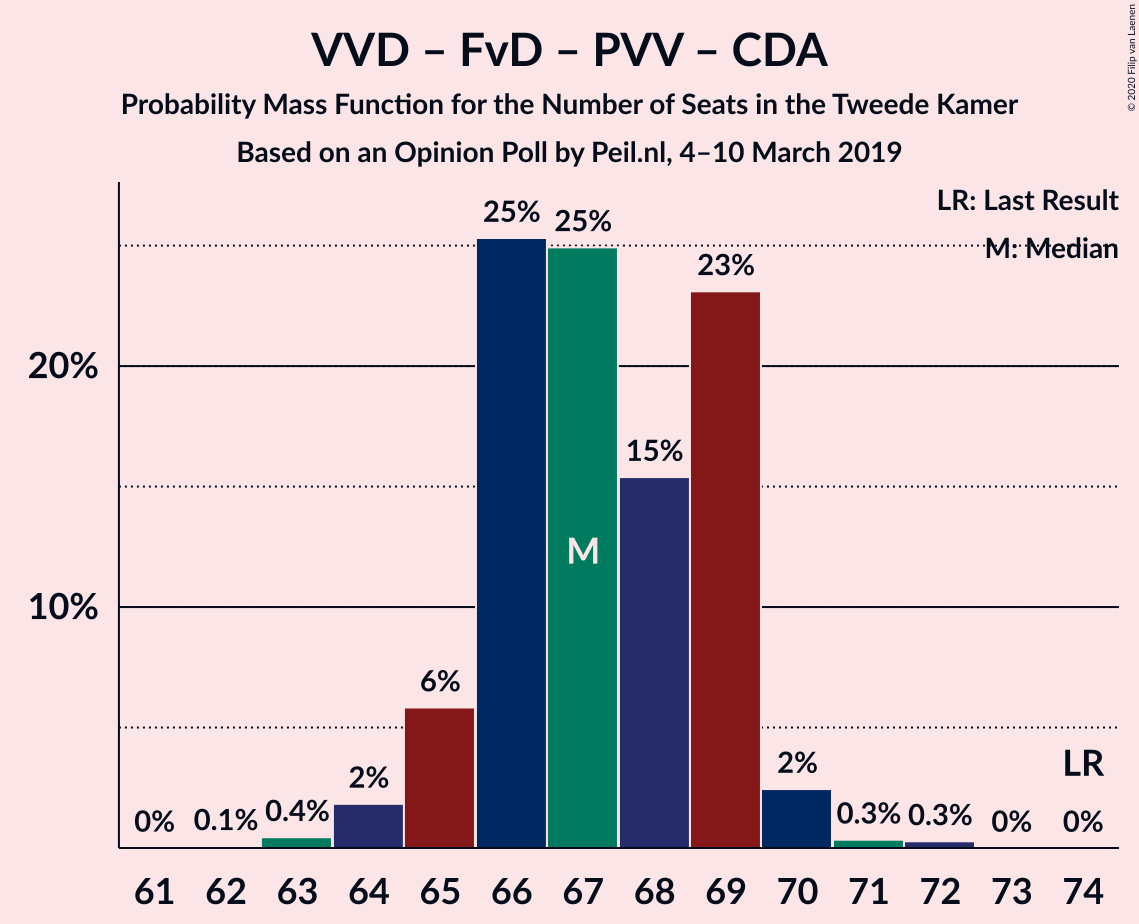 VVD – FvD – PVV – CDA
Probability Mass Function for the Number of Seats in the Tweede Kamer
Based on an Opinion Poll by Peil.nl, 4–10 March 2019
© 2020 Filip van Laenen
LR: Last Result
M: Median
25%
25%
23%
20%
15%
M
10%
6%
LR
2%
2%
0%
0.1%
0.4%
0.3%
0.3%
0%
0%
61 62 63 64 65 66 67 68 69 70 71 72 73 74